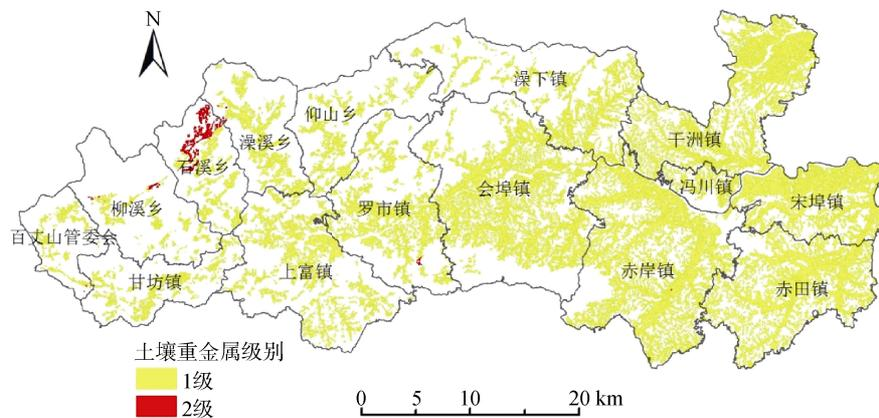 N
澡下镇
仰山乡
澡溪乡
干洲镇
石溪乡
会埠镇
冯川镇
宋埠镇
柳溪乡
罗市镇
百丈山管委会
甘坊镇
上富镇
赤岸镇
赤田镇
土壤重金属级别
1级
2级
0 5 10 20 km